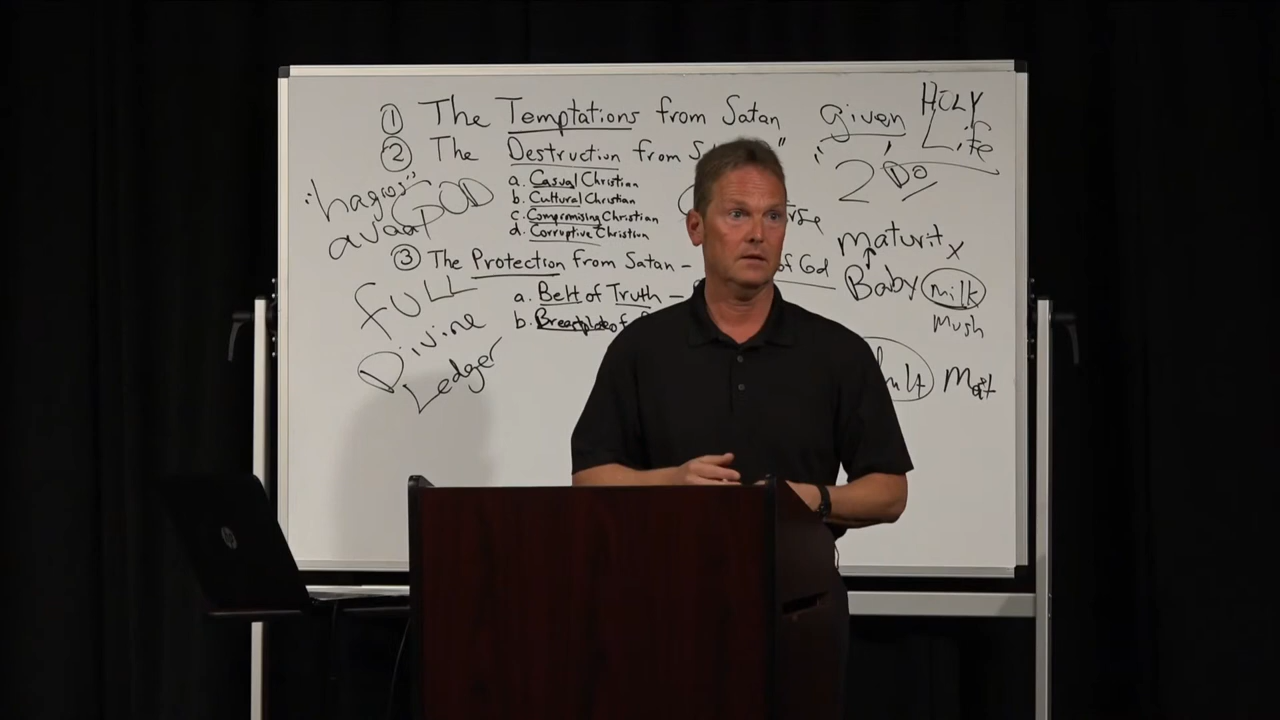 ① The Temptations from Satan
② The Destruction from S
a. Casual Christian
b. Cultural Christian
c. Compromising Christian
d. Corruptive Christian
③ The Protection from Satan – of God
a. Belt of Truth –
b. Breastplate of
"hagios"
GOD
FULL
Divine
Ledger
given
HOLY
Life
2 DO
maturity
Baby milk
mush
meat
hp